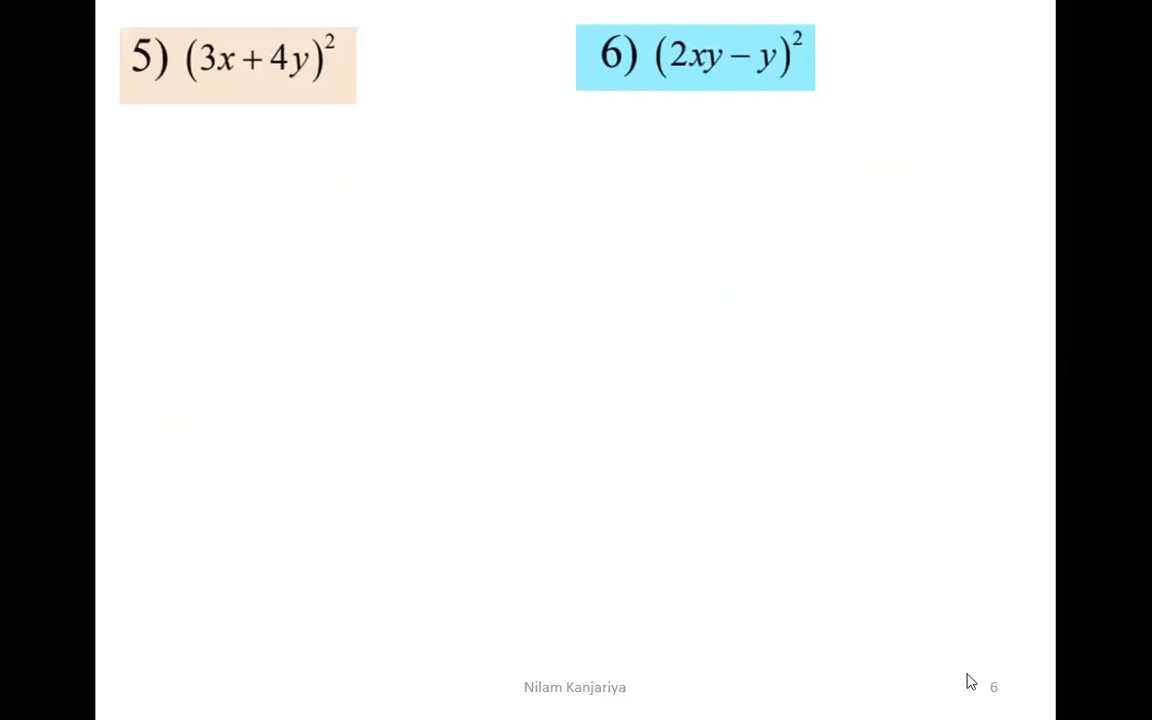 5) (3x + 4y)²
6) (2xy − y)²
Nilam Kanjariya
6